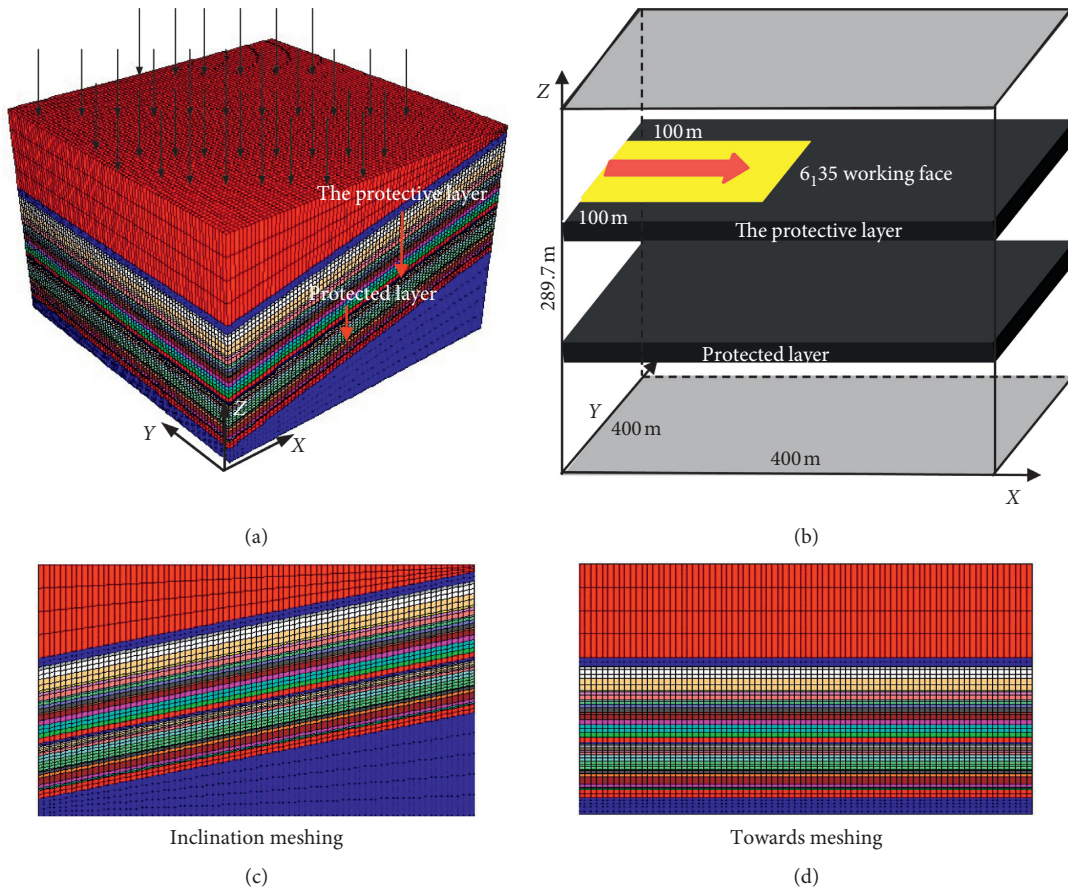 The protective layer
Protected layer
Z
Y
X
(a)
Z
100 m
6₁35 working face
100 m
The protective layer
289.7 m
Protected layer
Y
400 m
400 m
X
(b)
Inclination meshing
(c)
Towards meshing
(d)